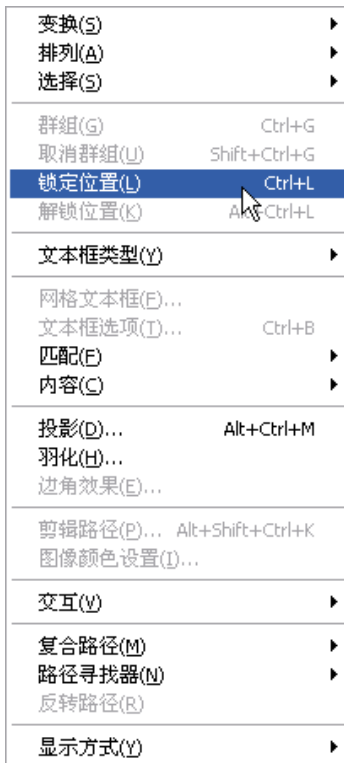 变换(S)
排列(A)
选择(S)
群组(G) Ctrl+G
取消群组(U) Shift+Ctrl+G
锁定位置(L) Ctrl+L
解锁位置(K) Alt+Ctrl+L
文本框类型(Y)
网格文本框(F)...
文本框选项(T)... Ctrl+B
匹配(F)
内容(C)
投影(D)... Alt+Ctrl+M
羽化(H)...
边角效果(E)...
剪辑路径(P)... Alt+Shift+Ctrl+K
图像颜色设置(I)...
交互(V)
复合路径(M)
路径寻找器(N)
反转路径(R)
显示方式(Y)